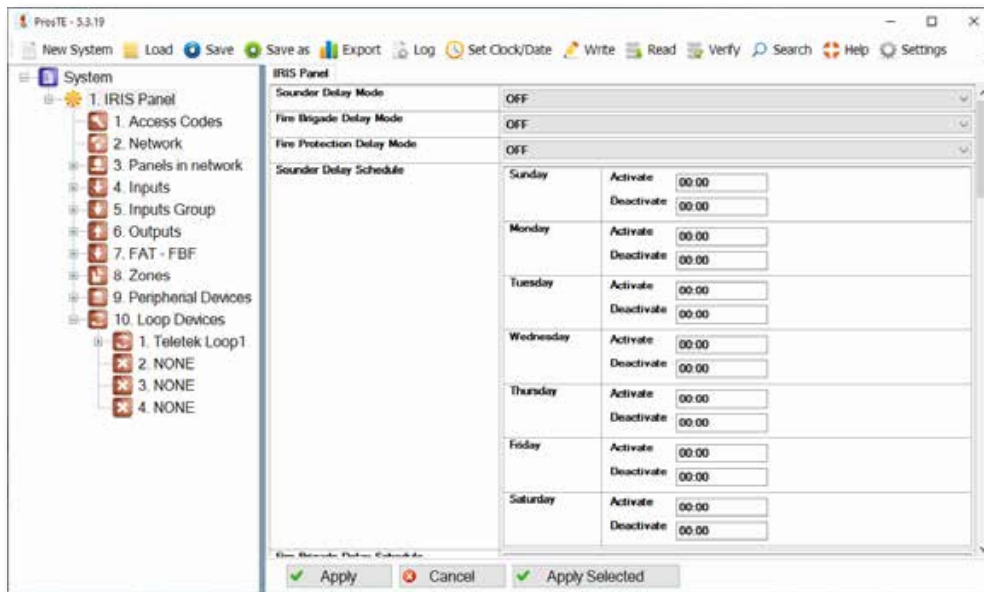 ProsTE - 5.3.19
New System Load Save Save as Export Log Set Clock/Date Write Read Verify Search Help Settings
System
1. IRIS Panel
1. Access Codes
2. Network
3. Panels in network
4. Inputs
5. Inputs Group
6. Outputs
7. FAT - FBF
8. Zones
9. Peripherial Devices
10. Loop Devices
1. Teletek Loop1
2. NONE
3. NONE
4. NONE
IRIS Panel
Sounder Delay Mode OFF
Fire Brigade Delay Mode OFF
Fire Protection Delay Mode OFF
Sounder Delay Schedule
Sunday Activate 00:00
Deactivate 00:00
Monday Activate 00:00
Deactivate 00:00
Tuesday Activate 00:00
Deactivate 00:00
Wednesday Activate 00:00
Deactivate 00:00
Thursday Activate 00:00
Deactivate 00:00
Friday Activate 00:00
Deactivate 00:00
Saturday Activate 00:00
Deactivate 00:00
Fire Brigade Delay Schedule
Apply Cancel Apply Selected